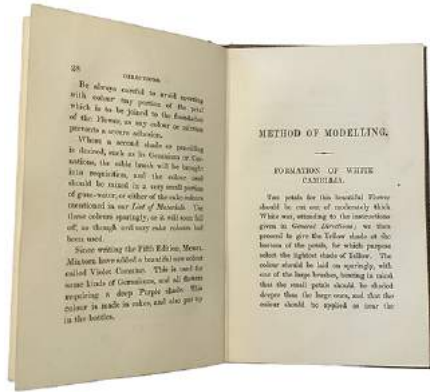 28
DIRECTIONS.
Be always careful to avoid covering
with colour any portion of the petal
which is to be joined to the foundation
of the Flower, as any colour or mixture
prevents a secure adhesion.
When a second shade or marbling
is desired, such as in Geranium or Car-
nations, the sable brush will be brought
into requisition, and the colour used
should be mixed in a very small portion
of gum-water, or either of the cake colours
mentioned in our List of Materials. Use
these colours sparingly, or it will soon fall
off, as though only cake colours had
been used.
Since writing the Fifth Edition, Messrs.
Mintorn have added a beautiful new colour
called Violet Carmine. This is used for
some kinds of Geraniums, and all flowers
requiring a deep Purple shade. This
colour is made in cakes, and also put up
in the bottles.
METHOD OF MODELLING.
FORMATION OF WHITE
CAMELLIA.
The petals for this beautiful Flower
should be cut out of moderately thick
White wax, attending to the instructions
given in General Directions; we then
proceed to give the Yellow shade at the
bottom of the petals, for which purpose
select the lightest shade of Yellow. The
colour should be laid on sparingly, with
one of the large brushes, bearing in mind
that the small petals should be shaded
deeper than the large ones, and that the
colour should be applied as near the